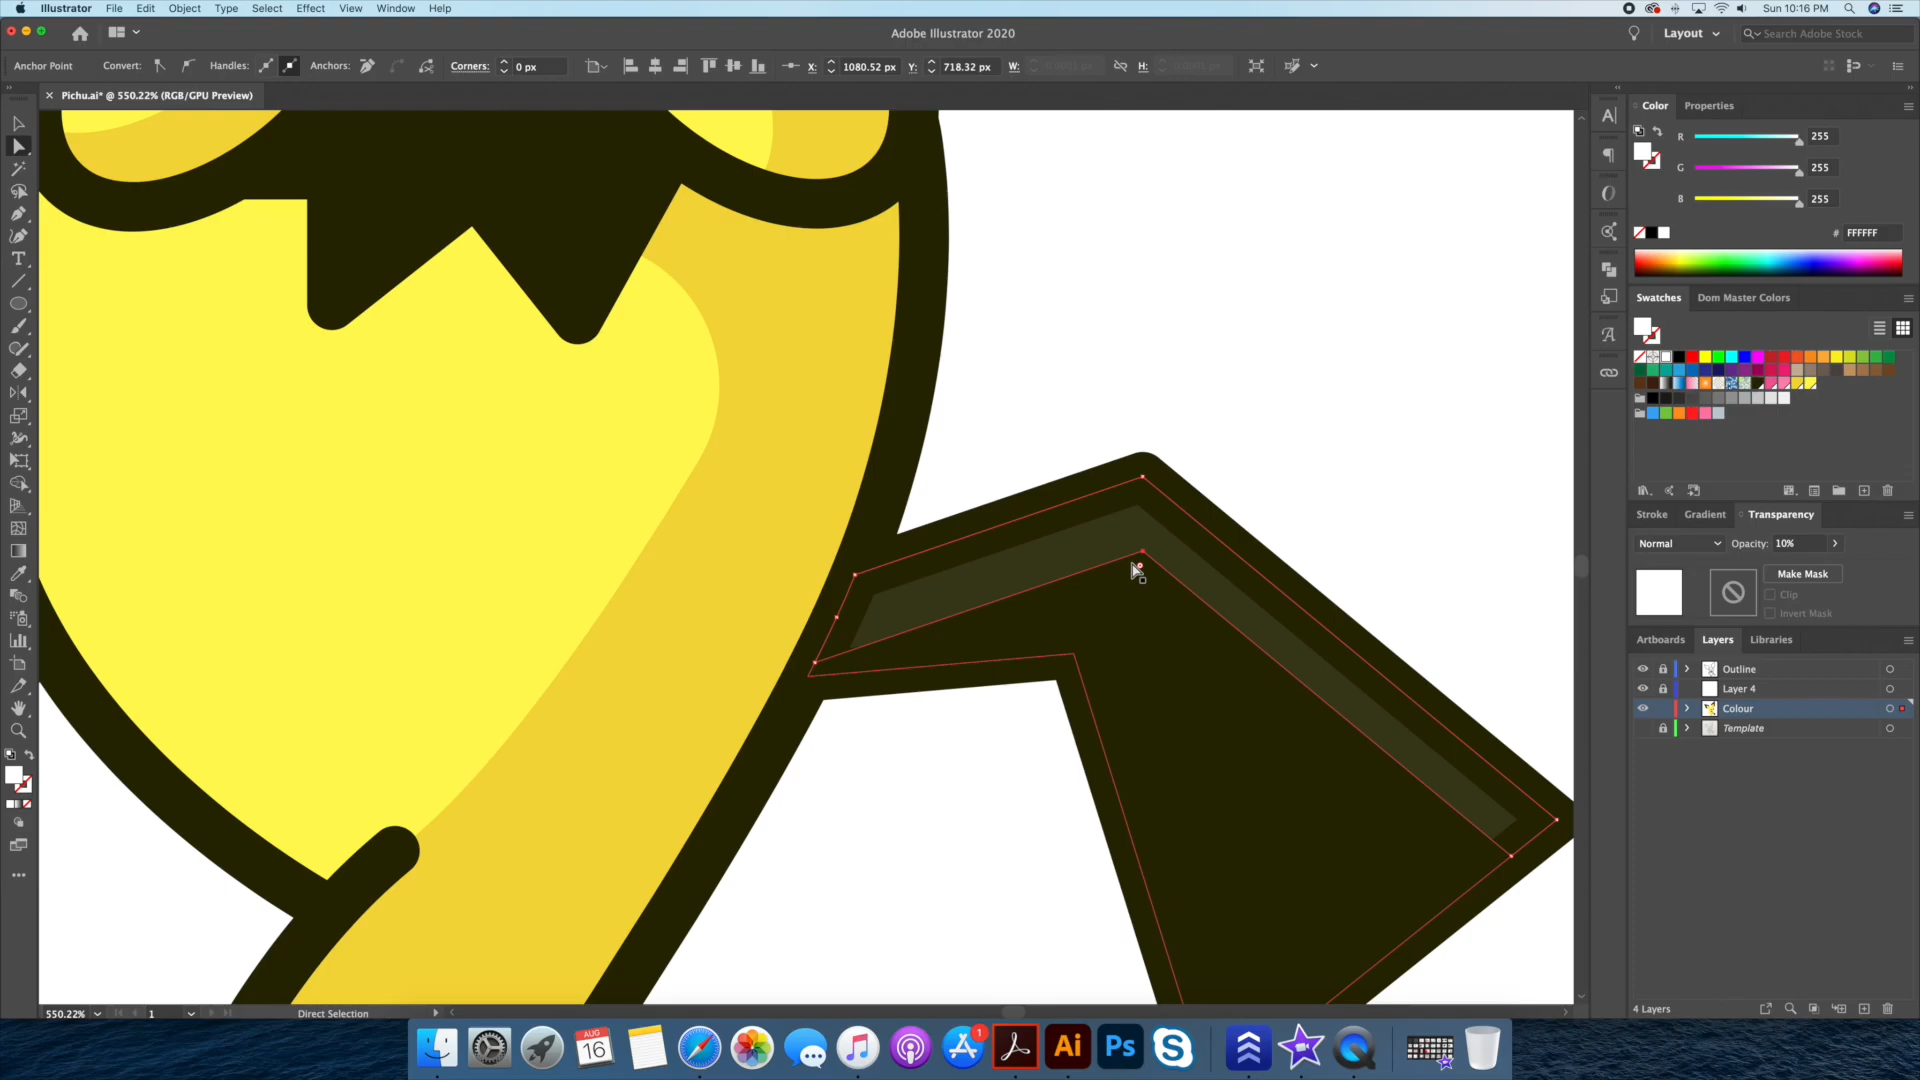 Illustrator File Edit Object Type Select Effect View Window Help Sun 10:16 PM
Adobe Illustrator 2020 Layout Search Adobe Stock
Anchor Point Convert: Handles: Anchors: Corners: 0 px X: 1080.52 px Y: 718.32 px W: H:
Pichu.ai* @ 550.22% (RGB/GPU Preview)
Color Properties
R 255
G 255
B 255
# FFFFFF
Swatches Dom Master Colors
Stroke Gradient Transparency
Normal Opacity: 10%
Make Mask
Clip
Invert Mask
Artboards Layers Libraries
Outline
Layer 4
Colour
Template
4 Layers
550.22% 1 Direct Selection
AUG
16
1
Ai
Ps